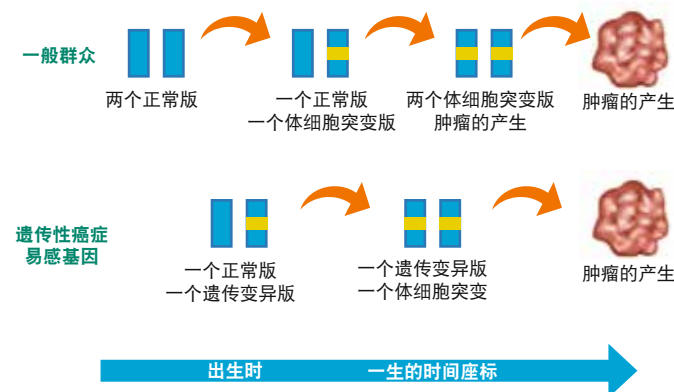 一般群众
两个正常版
一个正常版
一个体细胞突变版
两个体细胞突变版
肿瘤的产生
肿瘤的产生
遗传性癌症
易感基因
一个正常版
一个遗传变异版
一个遗传变异版
一个体细胞突变
肿瘤的产生
出生时
一生的时间座标